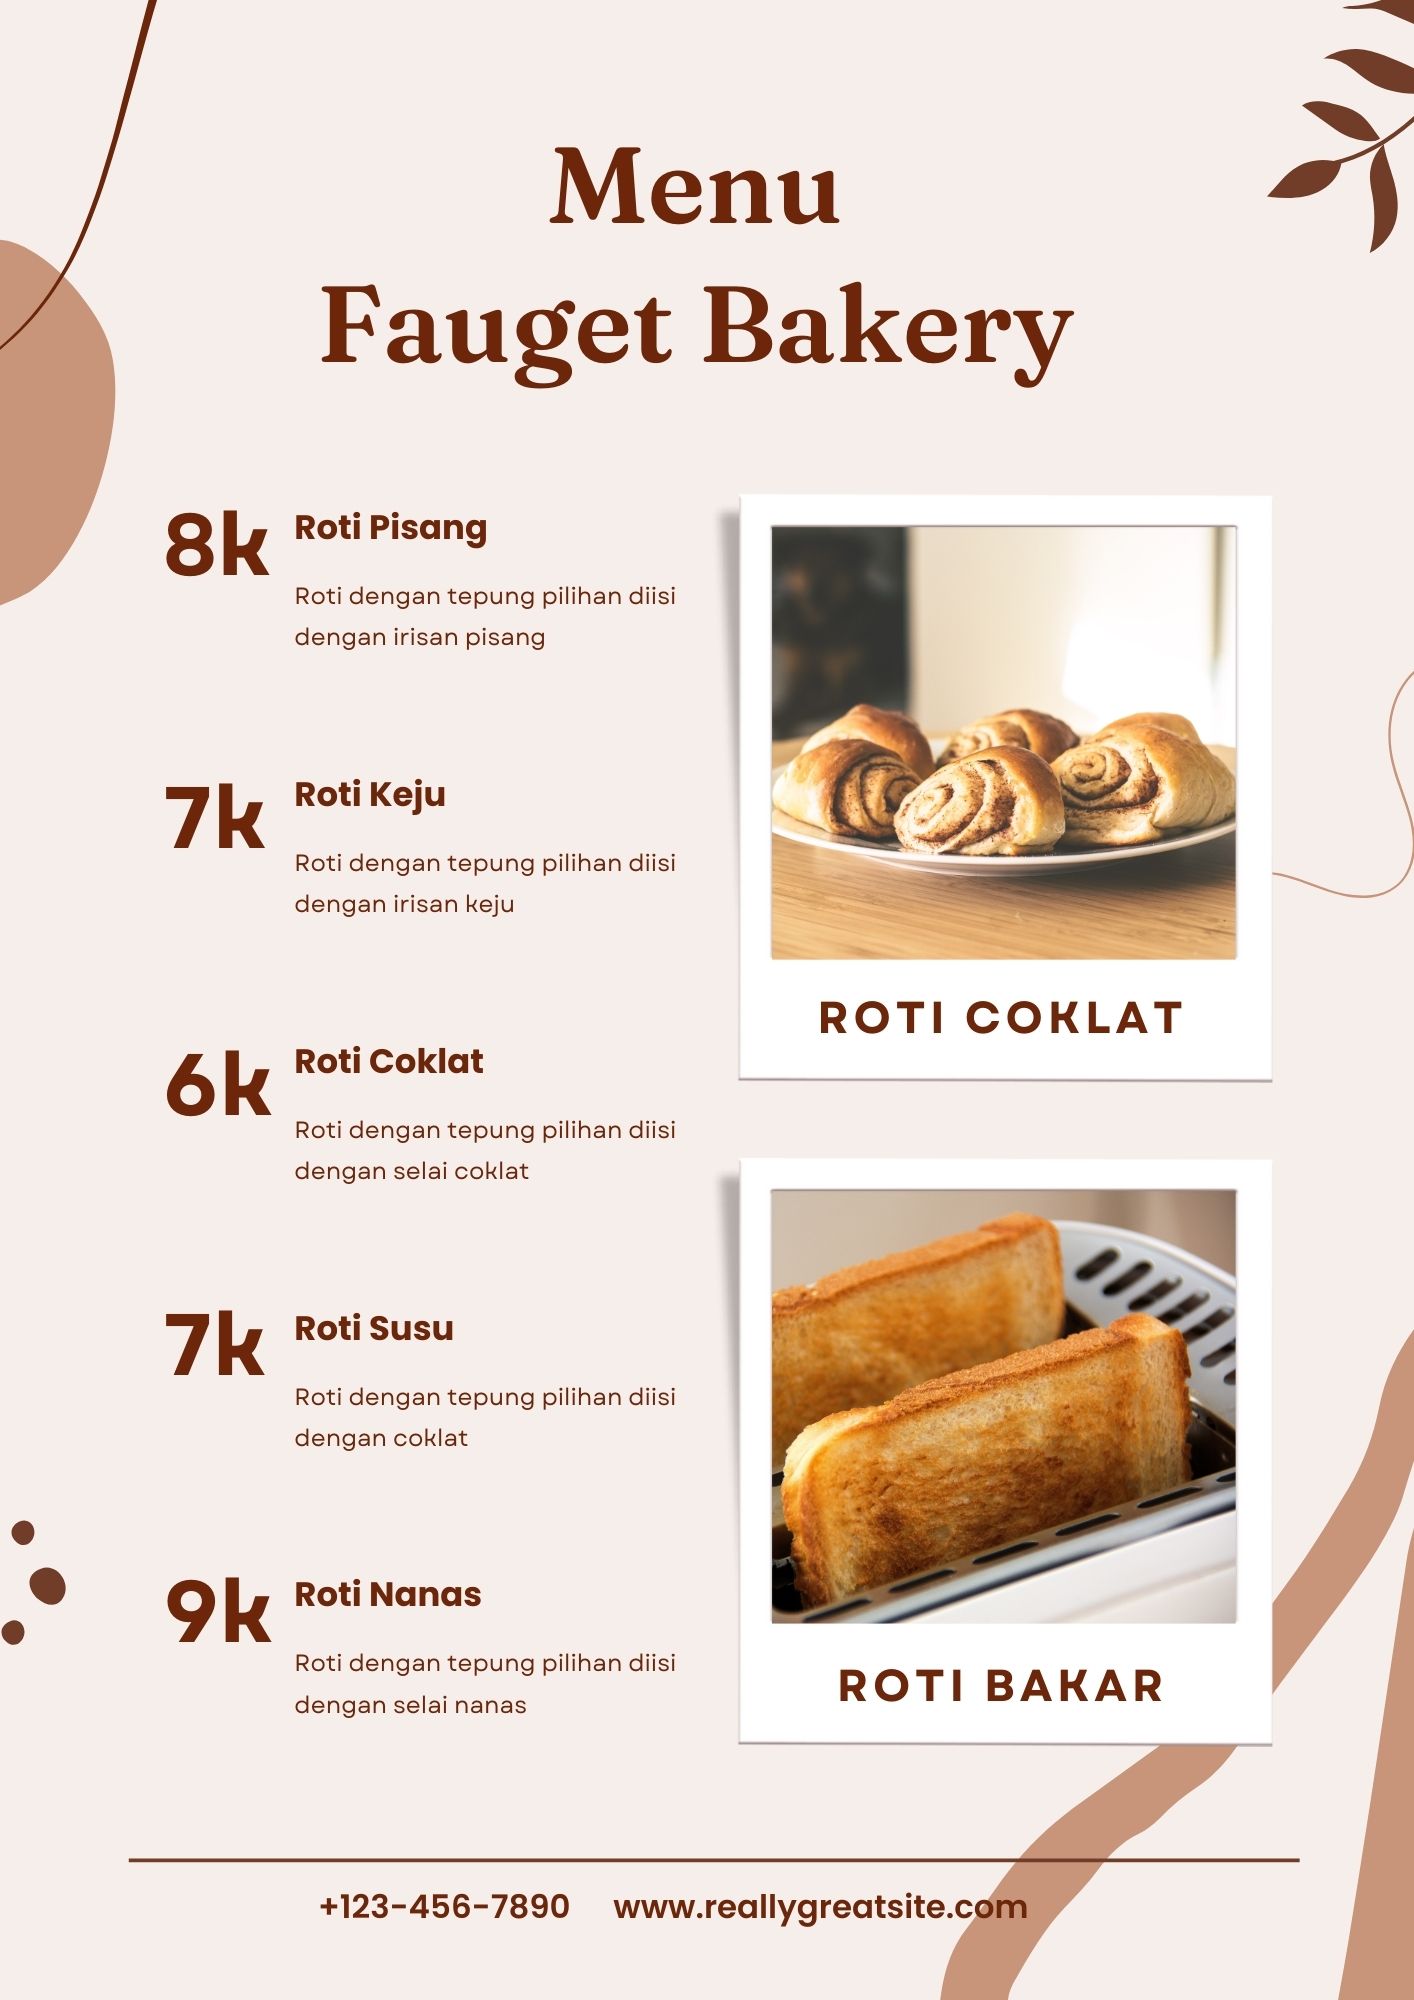 Menu
Fauget Bakery
8k
Roti Pisang
Roti dengan tepung pilihan diisi
dengan irisan pisang
7k
Roti Keju
Roti dengan tepung pilihan diisi
dengan irisan keju
6k
Roti Coklat
Roti dengan tepung pilihan diisi
dengan selai coklat
7k
Roti Susu
Roti dengan tepung pilihan diisi
dengan coklat
9k
Roti Nanas
Roti dengan tepung pilihan diisi
dengan selai nanas
ROTI COKLAT
ROTI BAKAR
+123-456-7890 www.reallygreatsite.com